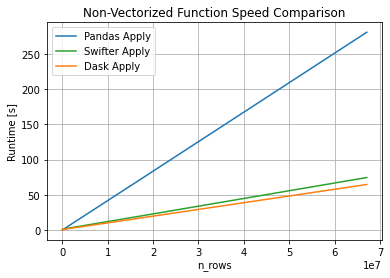 Non-Vectorized Function Speed Comparison
Pandas Apply
Swifter Apply
Dask Apply
Runtime [s]
250
200
150
100
50
0
0 1 2 3 4 5 6 7
1e7
n_rows